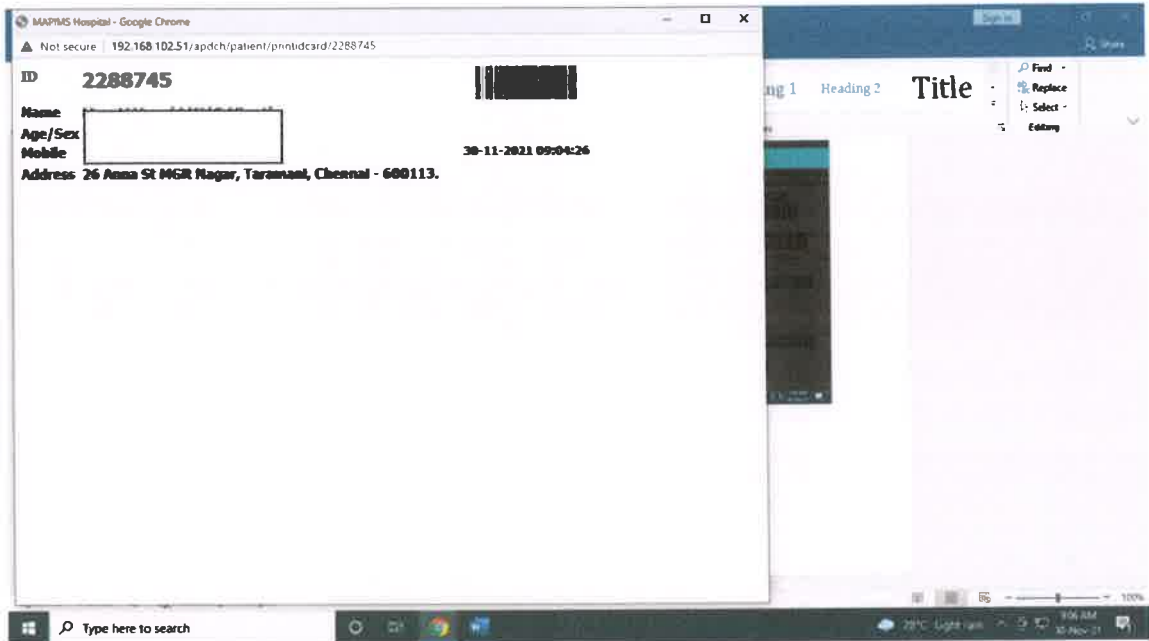 MAPIMS Hospital - Google Chrome
Not secure 192.168.102.51/apdch/patient/printidcard/2288745
ID 2288745
Name
Age/Sex
Mobile
30-11-2021 09:04:26
Address 26 Anna St MGR Nagar, Taramani, Chennai - 600113.
Sign in
Share
ng 1 Heading 2 Title
Find
Replace
Select
Editing
100%
Type here to search
Light rain
9:06 AM
30-Nov-21